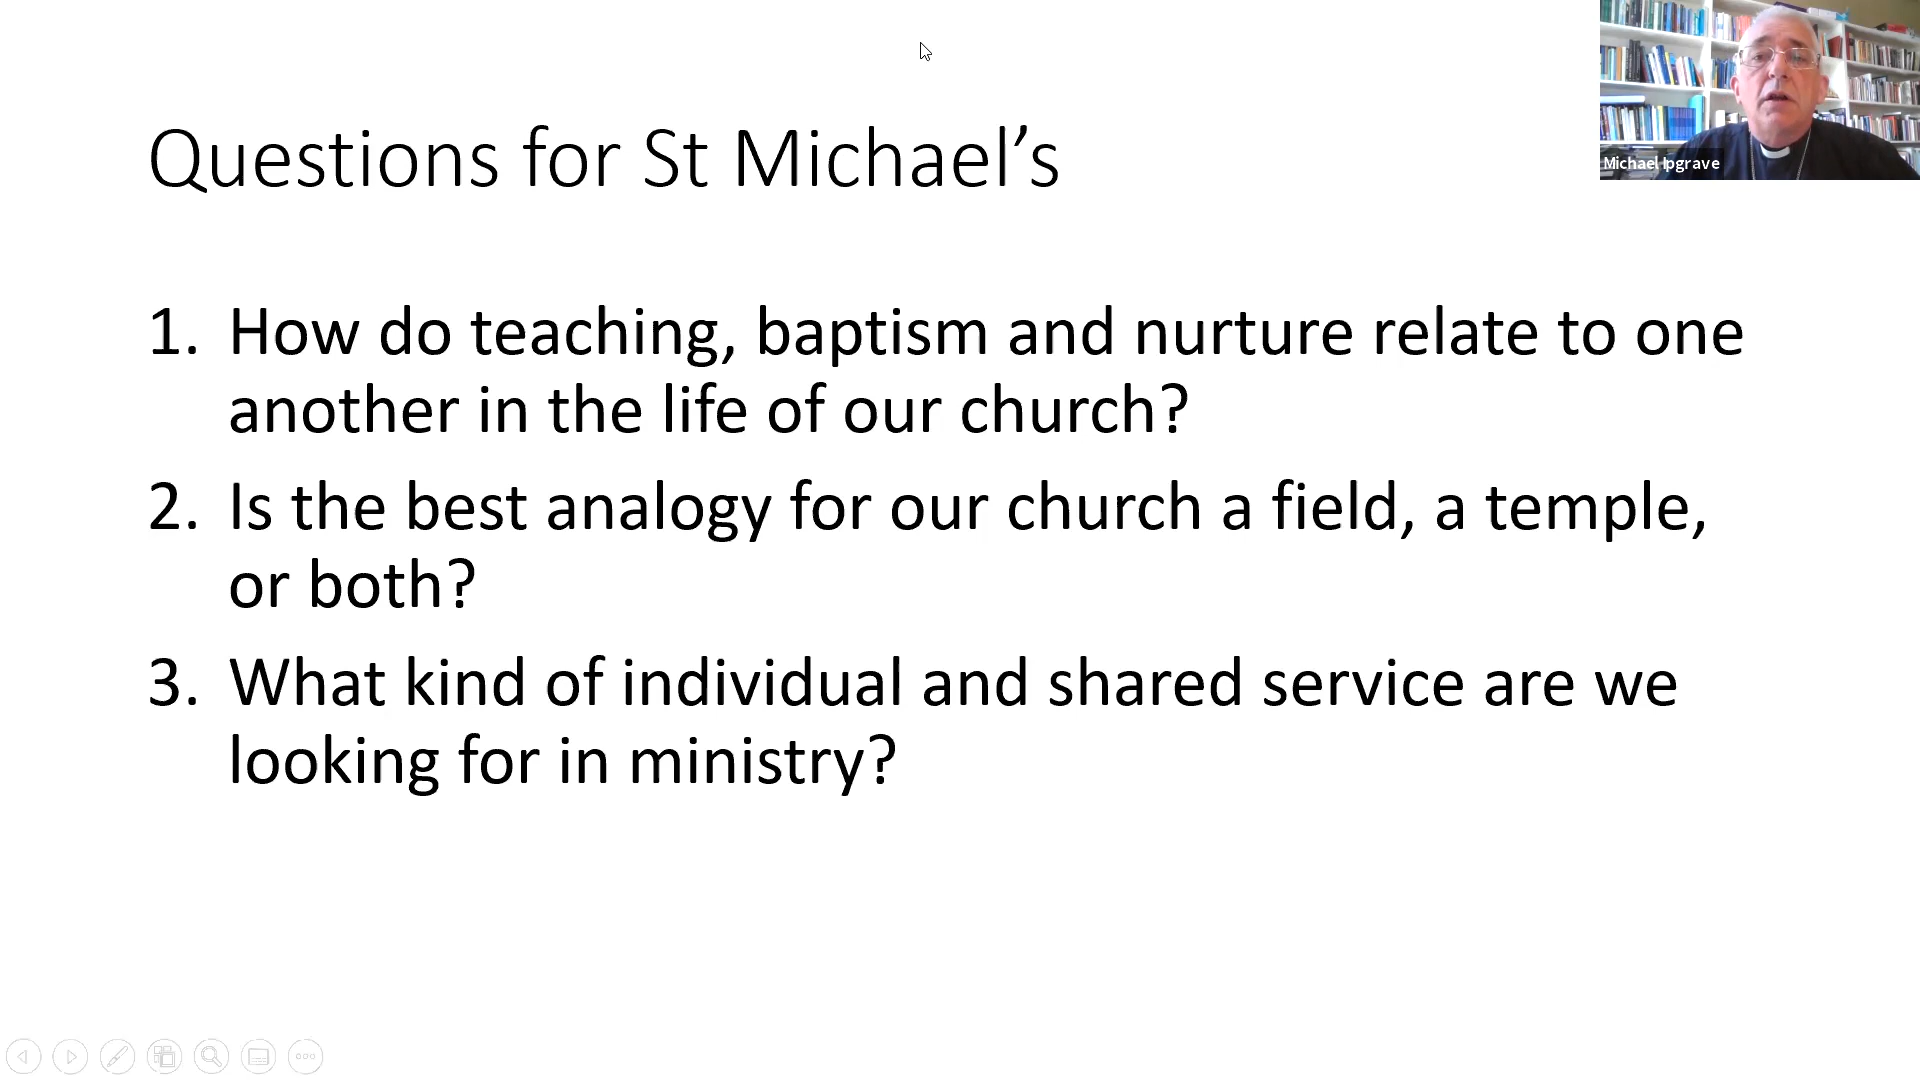 Questions for St Michael’s
Michael Ipgrave
1. How do teaching, baptism and nurture relate to one
another in the life of our church?
2. Is the best analogy for our church a field, a temple,
or both?
3. What kind of individual and shared service are we
looking for in ministry?